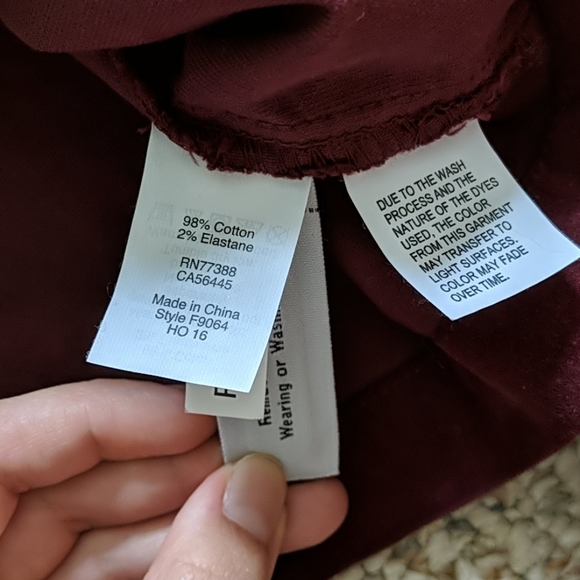 98% Cotton
2% Elastane
RN77388
CA56445
Made in China
Style F9064
HO 16
DUE TO THE WASH
PROCESS AND THE
NATURE OF THE DYES
USED, THE COLOR
FROM THIS GARMENT
MAY TRANSFER TO
LIGHT SURFACES.
COLOR MAY FADE
OVER TIME.
Wearing or